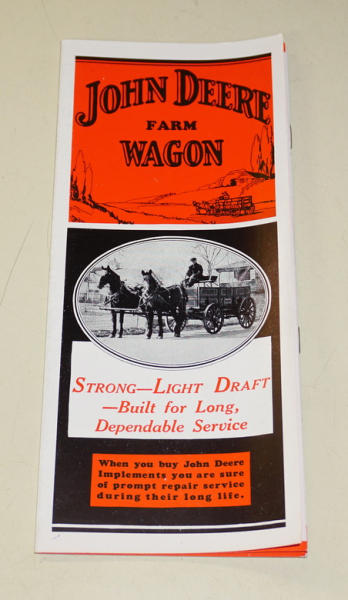 JOHN DEERE
FARM
WAGON
STRONG—LIGHT DRAFT
—Built for Long,
Dependable Service
When you buy John Deere
Implements you are sure
of prompt repair service
during their long life.